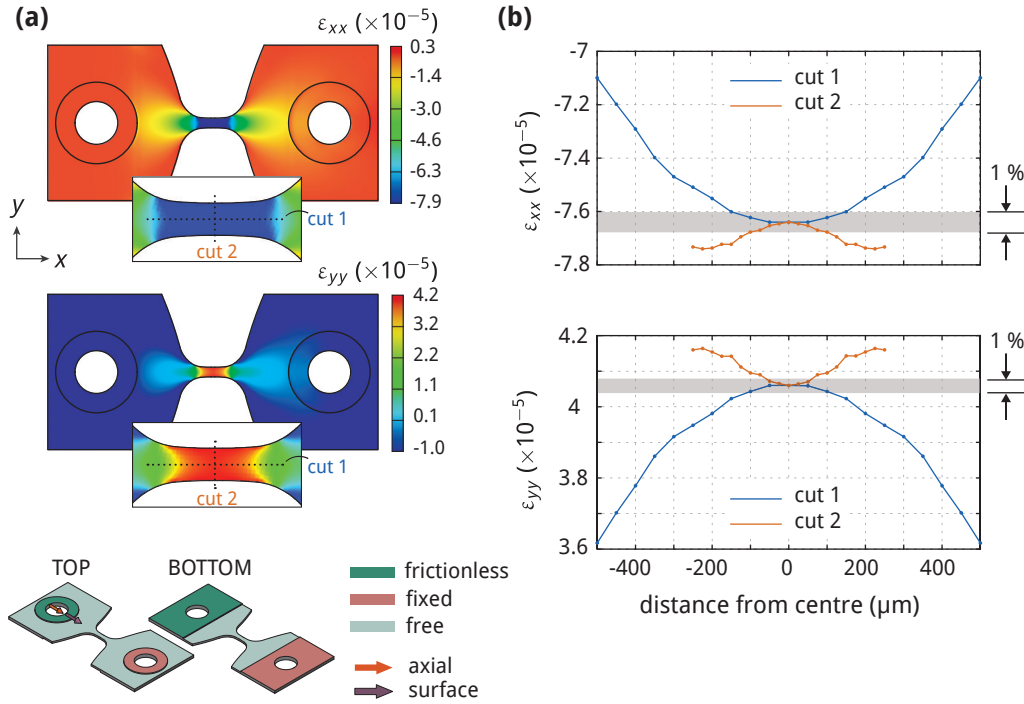 (a)
ε_xx (×10⁻⁵)
0.3
-1.4
-3.0
-4.6
-6.3
-7.9
y
x
cut 1
cut 2
ε_yy (×10⁻⁵)
4.2
3.2
2.2
1.1
0.1
-1.0
cut 1
cut 2
TOP
BOTTOM
frictionless
fixed
free
axial
surface
(b)
-7
-7.2
-7.4
-7.6
-7.8
ε_xx (×10⁻⁵)
cut 1
cut 2
1 %
4.2
4
3.8
3.6
ε_yy (×10⁻⁵)
cut 1
cut 2
1 %
-400 -200 0 200 400
distance from centre (μm)